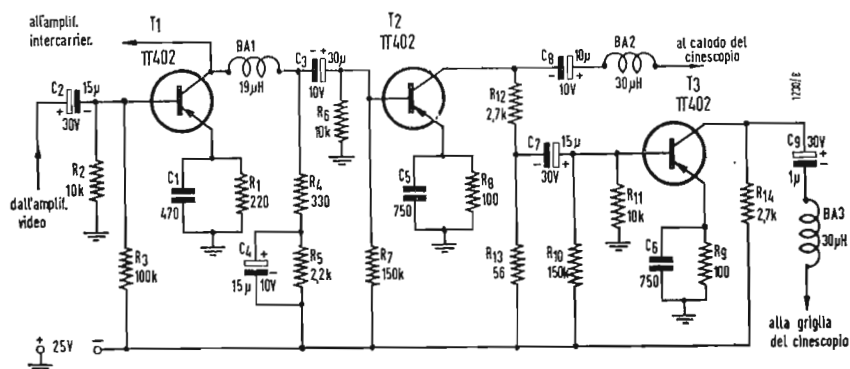 all'amplif.
intercarrier.
T1
П402
BA1
19µH
C2
15µ
+
-
30V
R2
10k
dall'amplif.
video
R3
100k
C1
470
R1
220
C3
-
+
30µ
10V
R6
10k
R4
330
C4
+
-
15µ
10V
R5
2,2k
R7
150k
T2
П402
C5
750
R8
100
C8
10µ
-
+
10V
BA2
30µH
al catodo del
cinescopio
R12
2,7k
C7
15µ
-
+
30V
R13
56
R10
150k
R11
10k
T3
П402
C6
750
R9
100
R14
2,7k
C9
30V
+
-
1µ
BA3
30µH
alla griglia
del cinescopio
+
25V
-